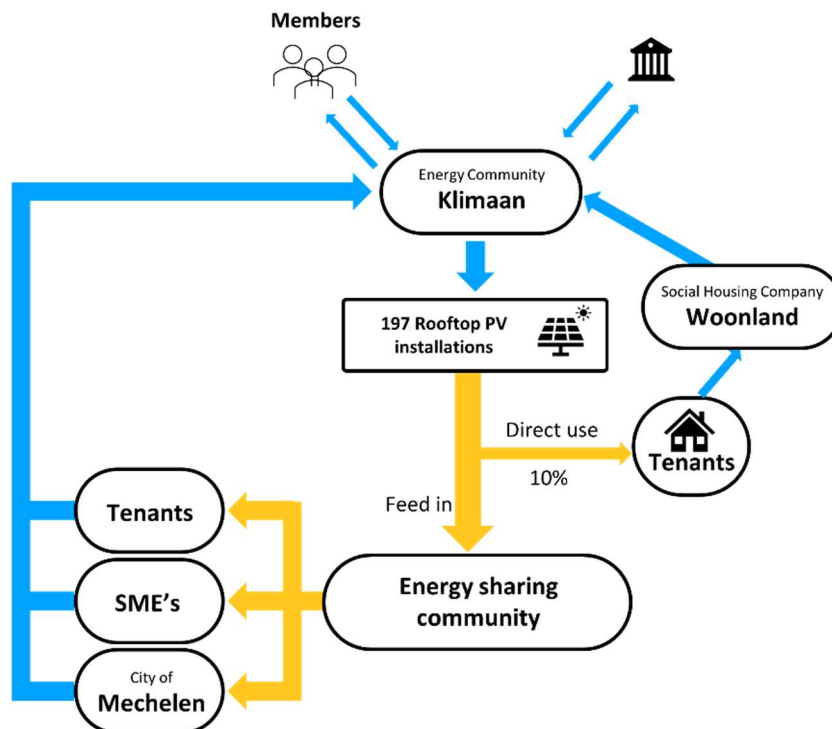 Members
Energy Community
Klimaan
Social Housing Company
Woonland
197 Rooftop PV
installations
Direct use
10%
Tenants
Feed in
Tenants
SME's
City of
Mechelen
Energy sharing
community